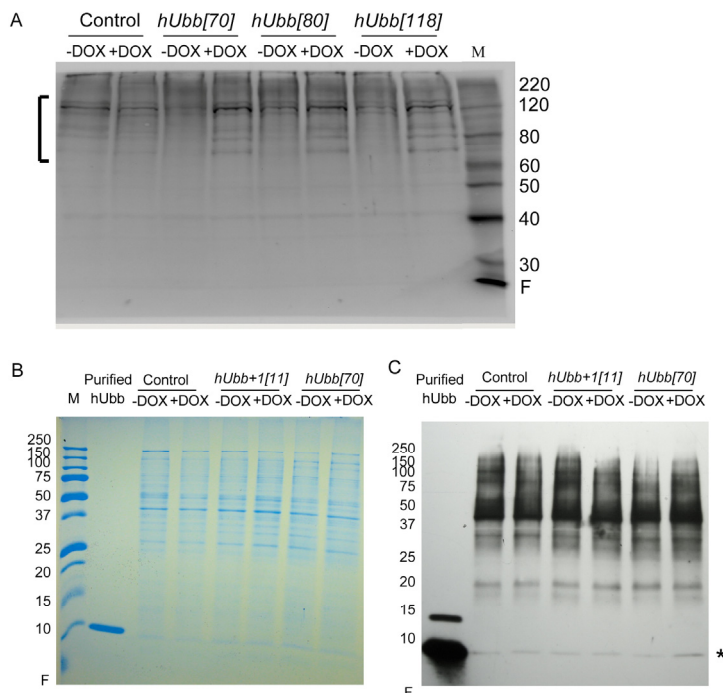 A
Control hUbb[70] hUbb[80] hUbb[118]
-DOX +DOX -DOX +DOX -DOX +DOX -DOX +DOX M
220
120
80
60
50
40
30
F
B
Purified
hUbb
Control hUbb+1[11] hUbb[70]
M -DOX +DOX -DOX +DOX -DOX +DOX
250
150
100
75
50
37
25
20
15
10
F
C
Purified
hUbb
Control hUbb+1[11] hUbb[70]
-DOX +DOX -DOX +DOX -DOX +DOX
250
150
100
75
50
37
25
20
15
10
*
F